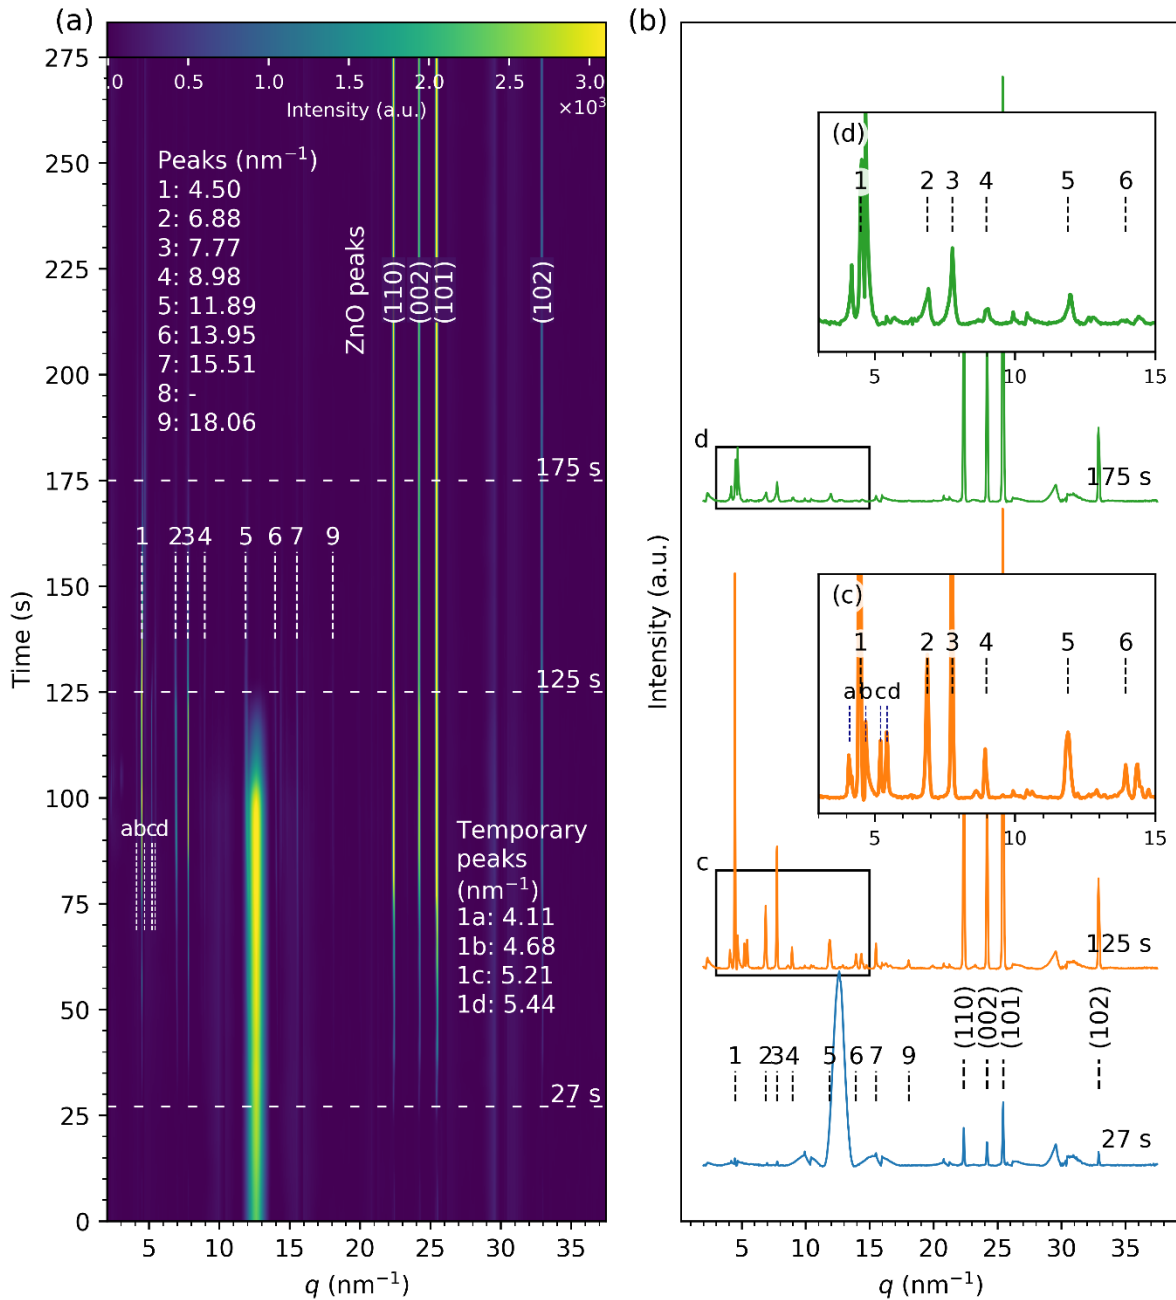 (a)
.0 0.5 1.0 1.5 2.0 2.5 3.0
Intensity (a.u.)
×10³
Peaks (nm⁻¹)
1: 4.50
2: 6.88
3: 7.77
4: 8.98
5: 11.89
6: 13.95
7: 15.51
8: -
9: 18.06
ZnO peaks
(110)
(002)
(101)
(102)
175 s
1 2 3 4 5 6 7 9
125 s
abcd
Temporary
peaks
(nm⁻¹)
1a: 4.11
1b: 4.68
1c: 5.21
1d: 5.44
27 s
275
250
225
200
175
150
125
100
75
50
25
0
Time (s)
5 10 15 20 25 30 35
q (nm⁻¹)
(b)
(d)
1 2 3 4 5 6
5 10 15
d
175 s
(c)
1 2 3 4 5 6
abcd
5 10 15
c
125 s
(110)
(002)
(101)
(102)
1 2 3 4 5 6 7 9
27 s
Intensity (a.u.)
5 10 15 20 25 30 35
q (nm⁻¹)